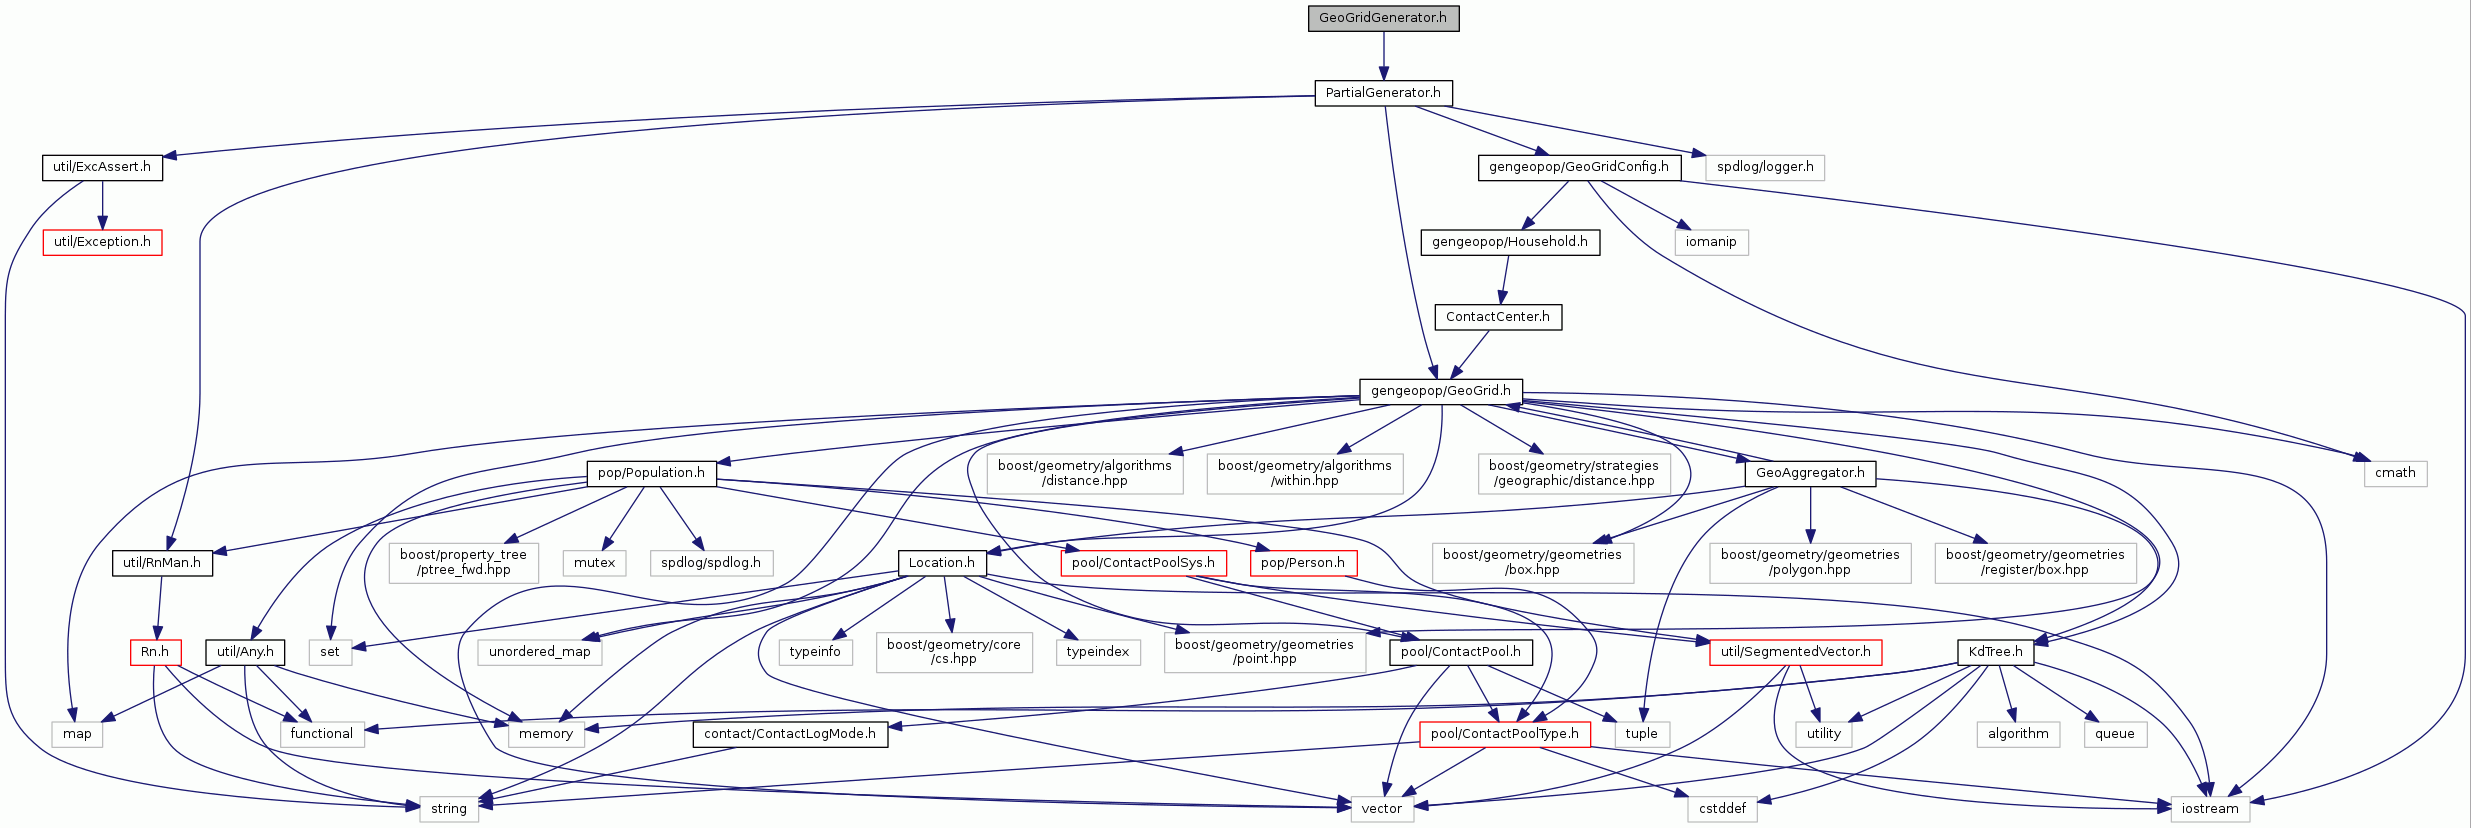 GeoGridGenerator.h
PartialGenerator.h
util/ExcAssert.h
gengeopop/GeoGridConfig.h
spdlog/logger.h
util/Exception.h
gengeopop/Household.h
iomanip
ContactCenter.h
gengeopop/GeoGrid.h
pop/Population.h
boost/geometry/algorithms
/distance.hpp
boost/geometry/algorithms
/within.hpp
boost/geometry/strategies
/geographic/distance.hpp
GeoAggregator.h
cmath
util/RnMan.h
boost/property_tree
/ptree_fwd.hpp
mutex
spdlog/spdlog.h
Location.h
pool/ContactPoolSys.h
pop/Person.h
boost/geometry/geometries
/box.hpp
boost/geometry/geometries
/polygon.hpp
boost/geometry/geometries
/register/box.hpp
Rn.h
util/Any.h
set
unordered_map
typeinfo
boost/geometry/core
/cs.hpp
typeindex
boost/geometry/geometries
/point.hpp
pool/ContactPool.h
util/SegmentedVector.h
KdTree.h
map
functional
memory
contact/ContactLogMode.h
pool/ContactPoolType.h
tuple
utility
algorithm
queue
string
vector
cstddef
iostream